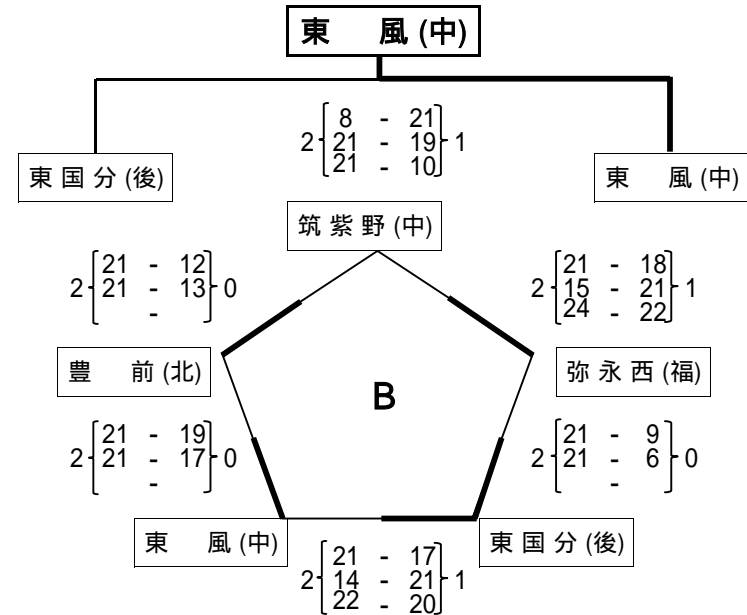 東 風 (中)
8 - 21
2 21 - 19 1
21 - 10
東 国 分 (後)
東 風 (中)
筑 紫 野 (中)
21 - 12
2 21 - 13 0
-
21 - 18
2 15 - 21 1
24 - 22
豊 前 (北)
弥 永 西 (福)
B
21 - 19
2 21 - 17 0
-
21 - 9
2 21 - 6 0
-
東 風 (中)
東 国 分 (後)
21 - 17
2 14 - 21 1
22 - 20